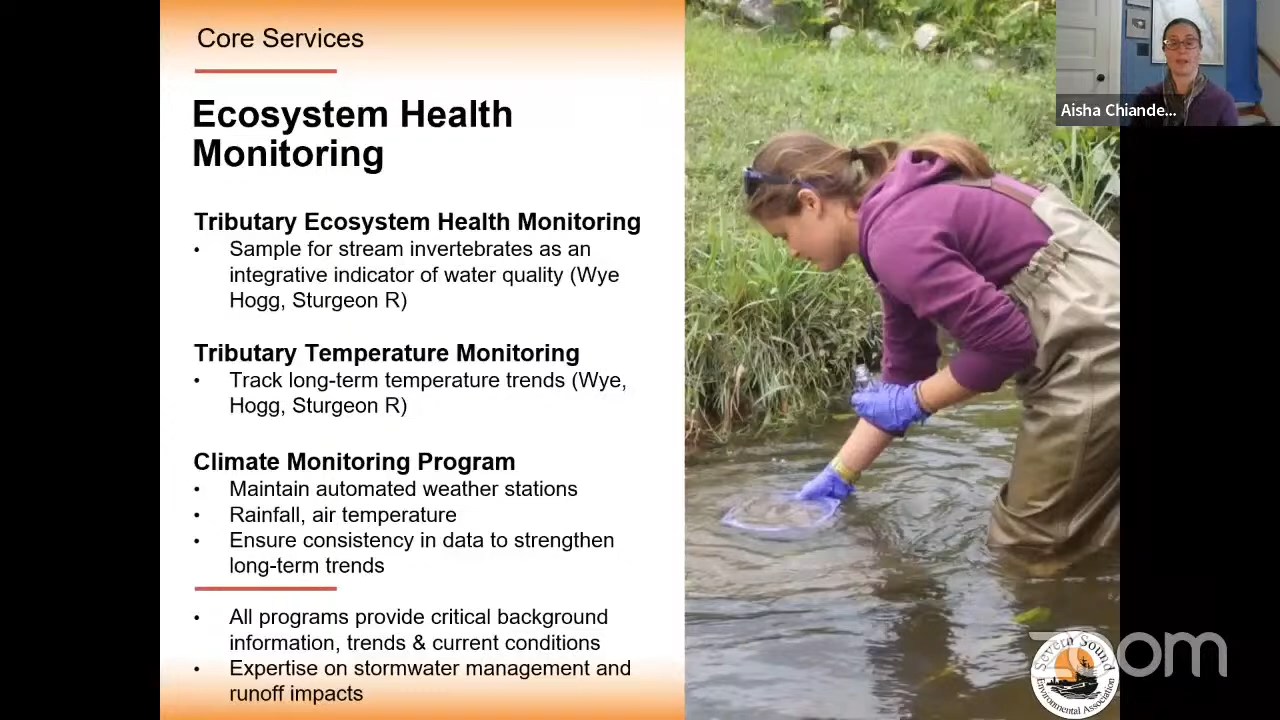 Core Services
Ecosystem Health
Monitoring
Tributary Ecosystem Health Monitoring
• Sample for stream invertebrates as an
integrative indicator of water quality (Wye
Hogg, Sturgeon R)
Tributary Temperature Monitoring
• Track long-term temperature trends (Wye,
Hogg, Sturgeon R)
Climate Monitoring Program
• Maintain automated weather stations
• Rainfall, air temperature
• Ensure consistency in data to strengthen
long-term trends
• All programs provide critical background
information, trends & current conditions
• Expertise on stormwater management and
runoff impacts
Aisha Chiande...
Severn Sound
Environmental Association
zoom